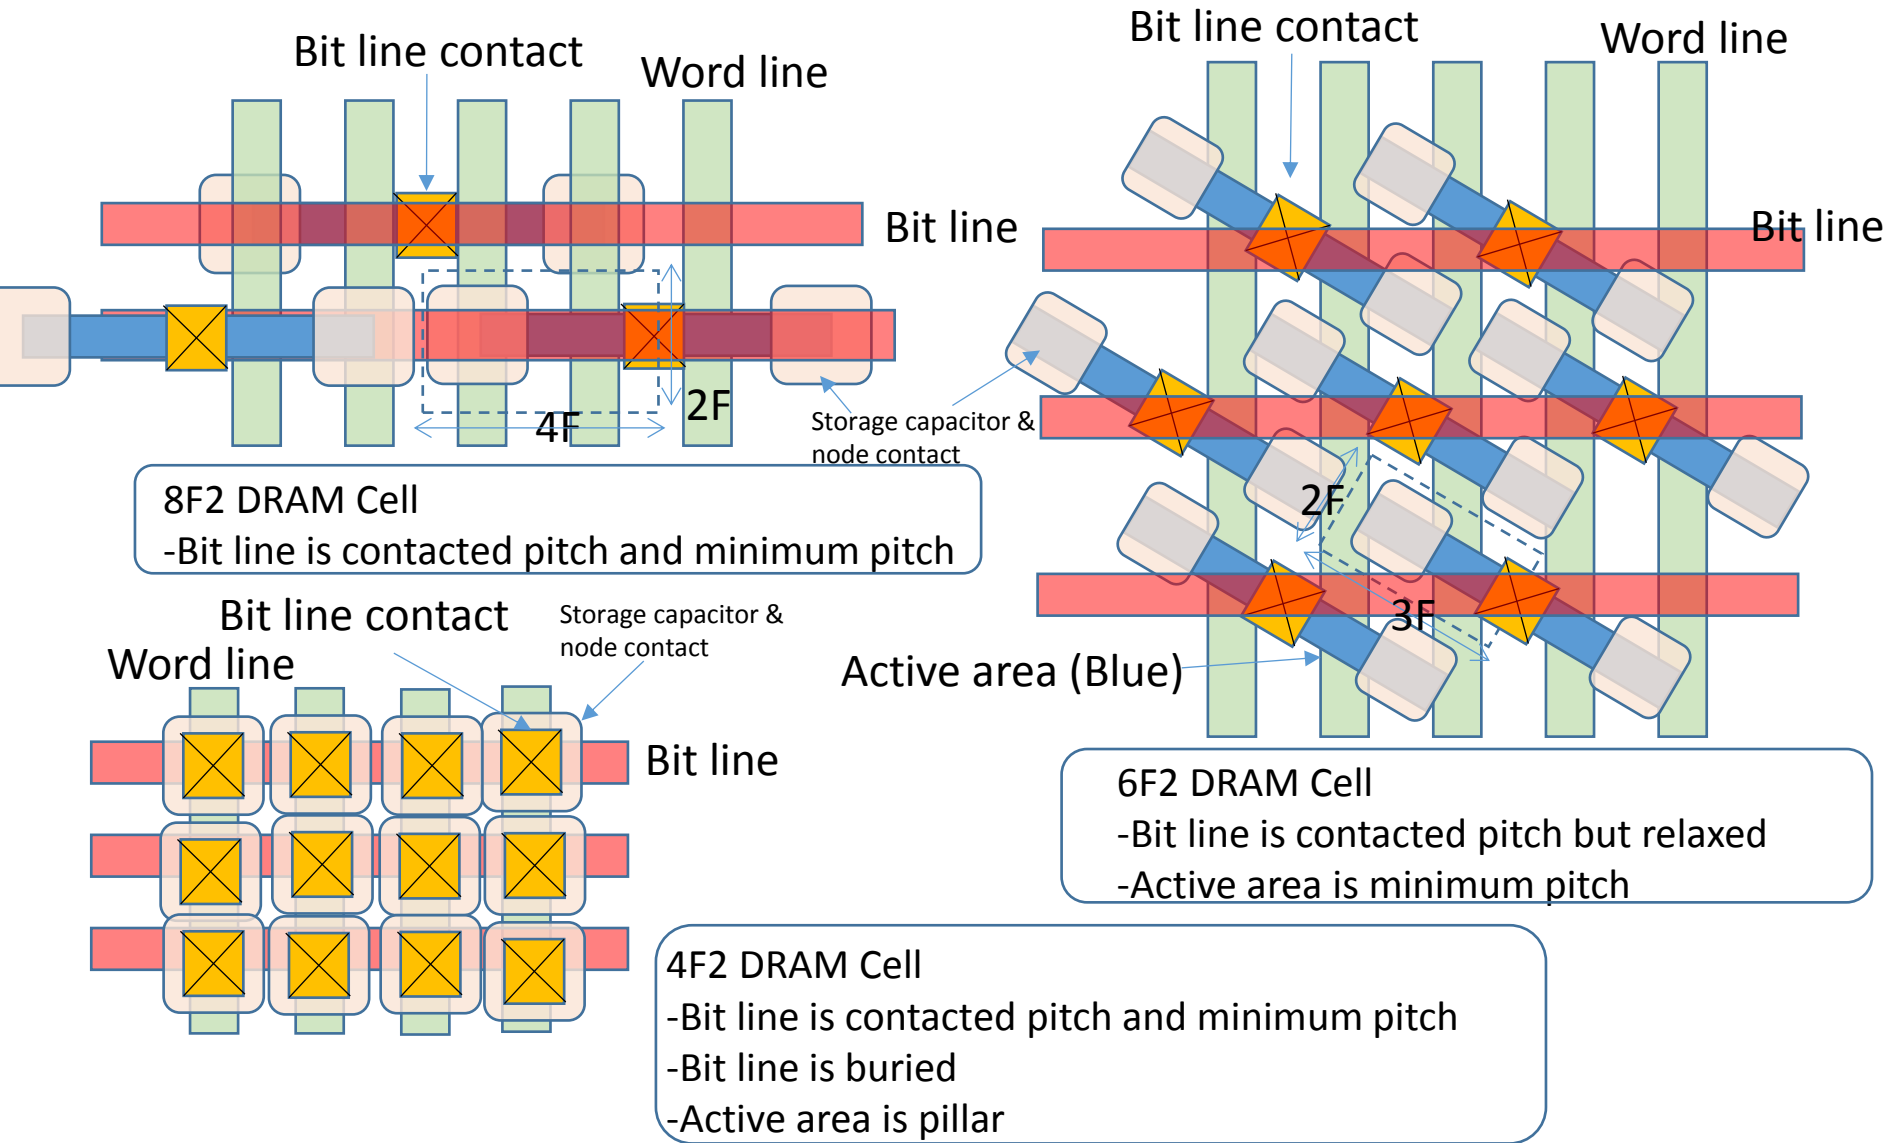 Bit line contact
Word line
Bit line
4F
2F
Storage capacitor &
node contact
8F2 DRAM Cell
-Bit line is contacted pitch and minimum pitch
Bit line contact
Word line
Bit line
2F
3F
Active area (Blue)
6F2 DRAM Cell
-Bit line is contacted pitch but relaxed
-Active area is minimum pitch
Bit line contact
Storage capacitor &
node contact
Word line
Bit line
4F2 DRAM Cell
-Bit line is contacted pitch and minimum pitch
-Bit line is buried
-Active area is pillar